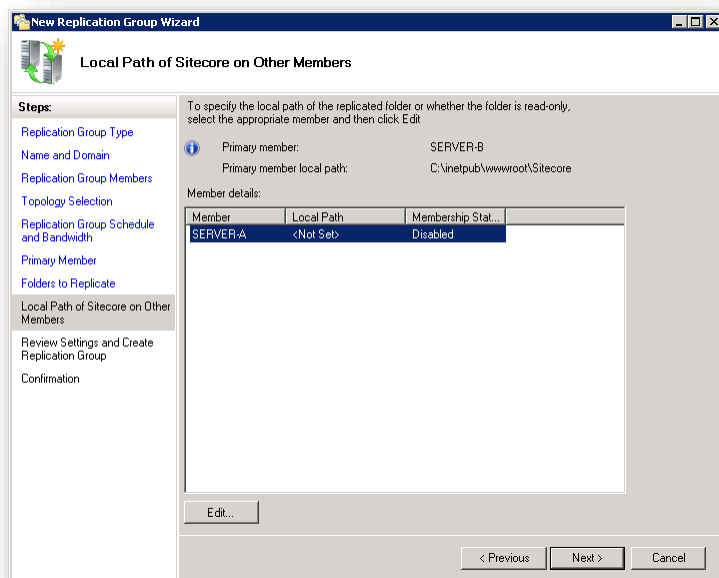 New Replication Group Wizard
Local Path of Sitecore on Other Members
Steps:
Replication Group Type
Name and Domain
Replication Group Members
Topology Selection
Replication Group Schedule
and Bandwidth
Primary Member
Folders to Replicate
Local Path of Sitecore on Other
Members
Review Settings and Create
Replication Group
Confirmation
To specify the local path of the replicated folder or whether the folder is read-only,
select the appropriate member and then click Edit
Primary member: SERVER-B
Primary member local path: C:\inetpub\wwwroot\Sitecore
Member details:
Member Local Path Membership Stat...
SERVER-A <Not Set> Disabled
Edit...
< Previous Next > Cancel